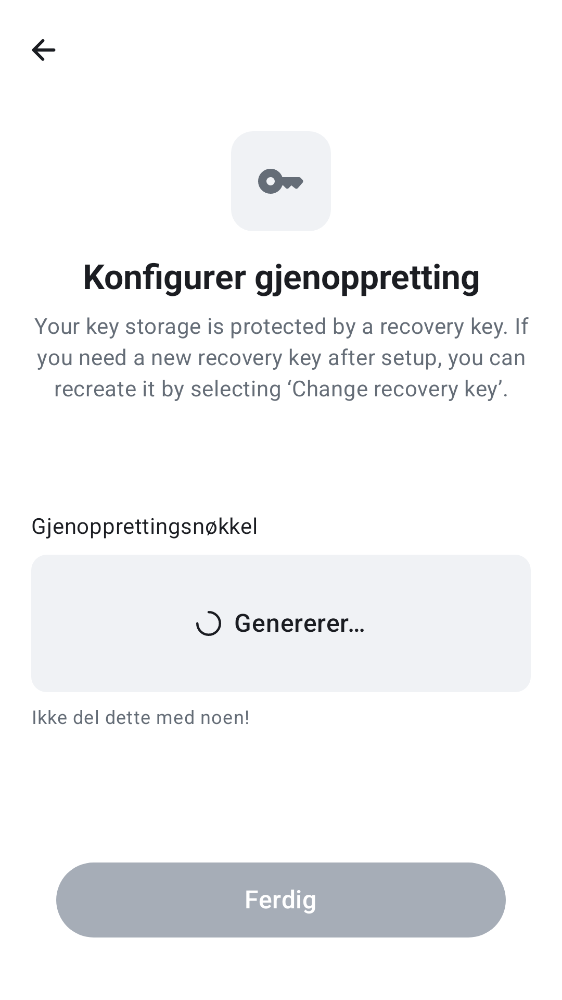 Konfigurer gjenoppretting
Your key storage is protected by a recovery key. If
you need a new recovery key after setup, you can
recreate it by selecting ‘Change recovery key’.
Gjenopprettingsnøkkel
Genererer…
Ikke del dette med noen!
Ferdig